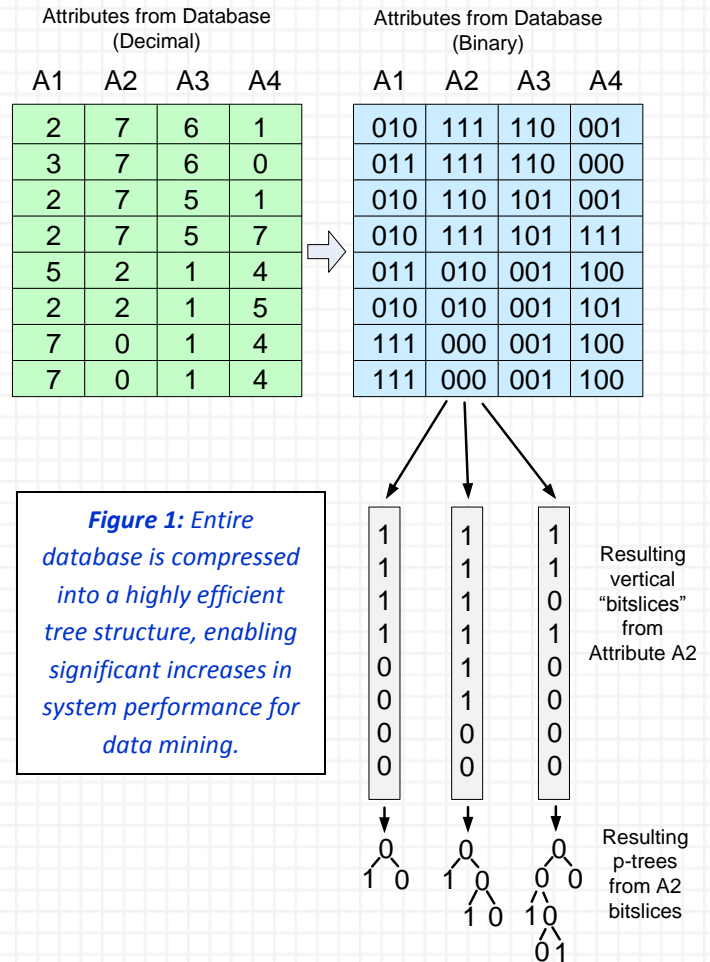 Attributes from Database
(Decimal)
Attributes from Database
(Binary)
A1 A2 A3 A4
A1 A2 A3 A4
2 7 6 1
3 7 6 0
2 7 5 1
2 7 5 7
5 2 1 4
2 2 1 5
7 0 1 4
7 0 1 4
010 111 110 001
011 111 110 000
010 110 101 001
010 111 101 111
011 010 001 100
010 010 001 101
111 000 001 100
111 000 001 100
Figure 1: Entire
database is compressed
into a highly efficient
tree structure, enabling
significant increases in
system performance for
data mining.
1 1 1
1 1 1
1 1 0
1 1 1
0 1 0
0 1 0
0 0 0
0 0 0
Resulting
vertical
“bitslices”
from
Attribute A2
0 0 0
1 0 1 0 0 0
1 0 1 0
0 1
Resulting
p-trees
from A2
bitslices